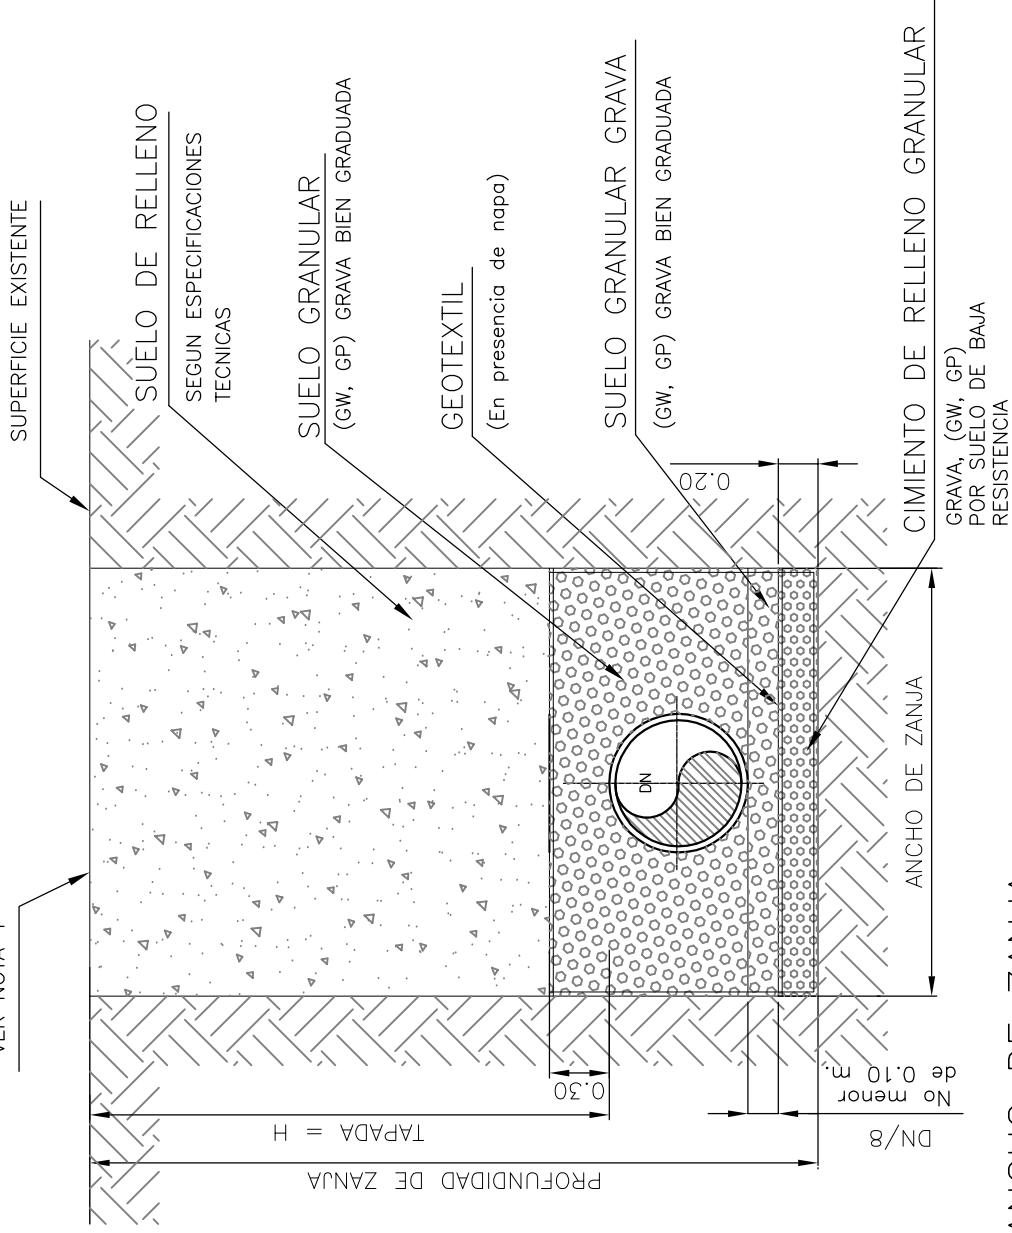 SUPERFICIE EXISTENTE
SUELO DE RELLENO
SEGUN ESPECIFICACIONES
TECNICAS
SUELO GRANULAR
(GW, GP) GRAVA BIEN GRADUADA
GEOTEXTIL
(En presencia de napa)
SUELO GRANULAR GRAVA
(GW, GP) GRAVA BIEN GRADUADA
CIMIENTO DE RELLENO GRANULAR
GRAVA, (GW, GP)
POR SUELO DE BAJA
RESISTENCIA
0.20
DN
ANCHO DE ZANJA
0.30
TAPADA = H
PROFUNDIDAD DE ZANJA
No menor
de 0.10 m.
DN/8